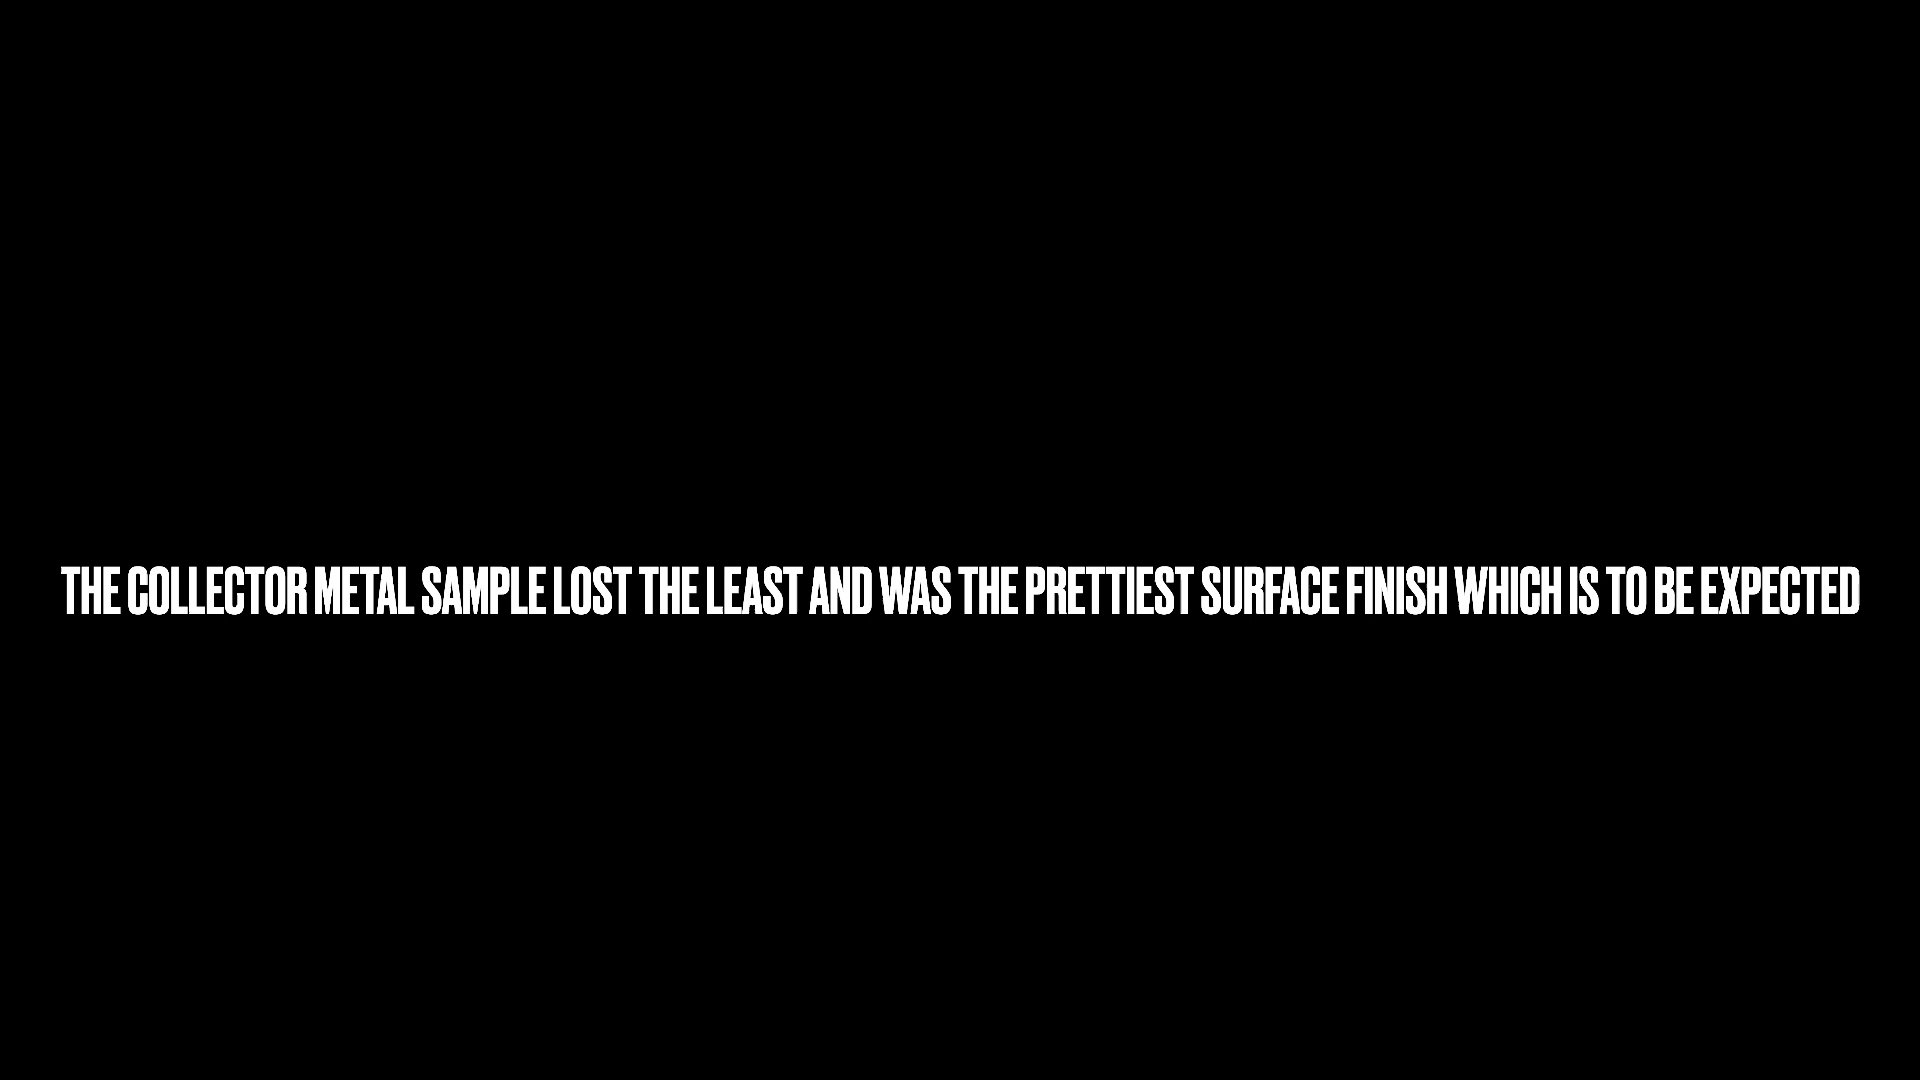 THE COLLECTOR METAL SAMPLE LOST THE LEAST AND WAS THE PRETTIEST SURFACE FINISH WHICH IS TO BE EXPECTED